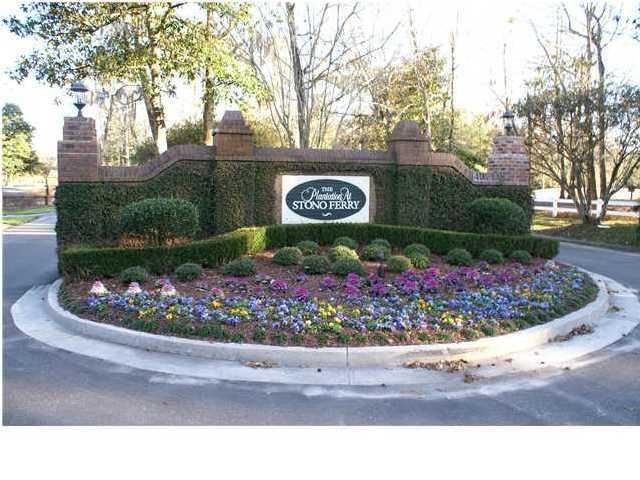 THE
Plantation At
STONO FERRY